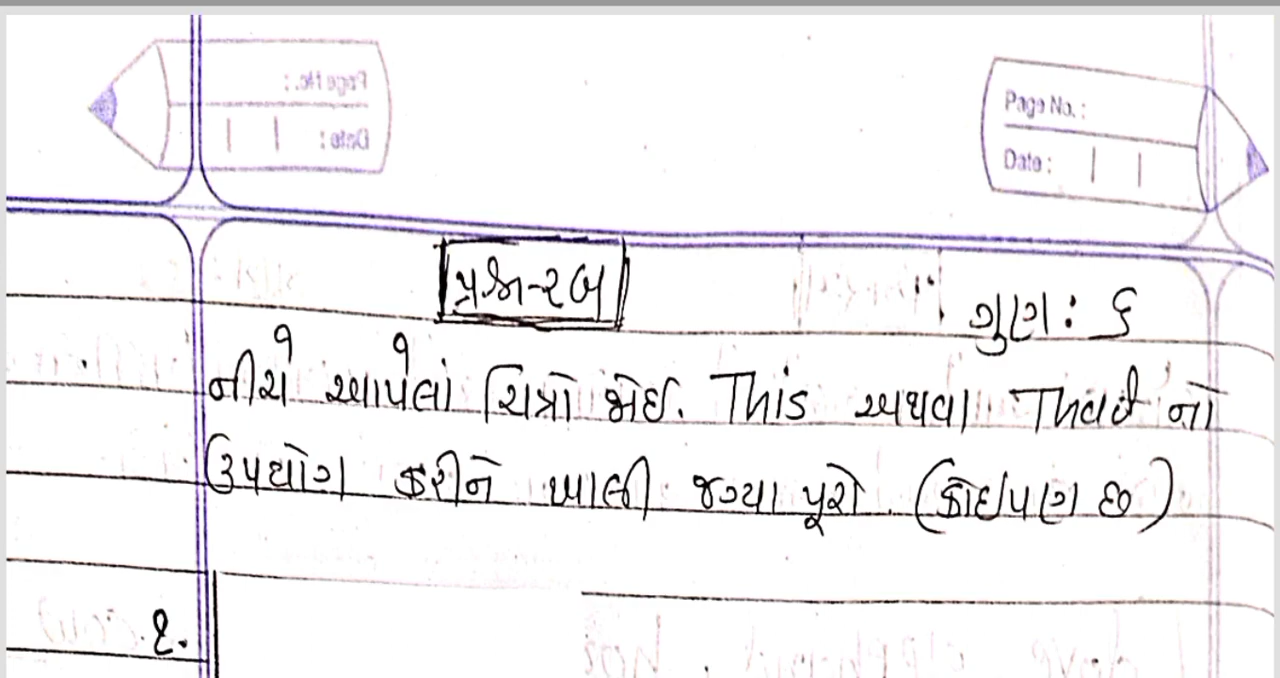 Page No. :
Date :
પ્રશ્ન-૨બ
ગુણ : ૬
નીચે આપેલાં ચિત્રો જોઈ. This અથવા That નો
ઉપયોગ કરીને ખાલી જગ્યા પૂરો. (કોઈપણ છ)
૧.